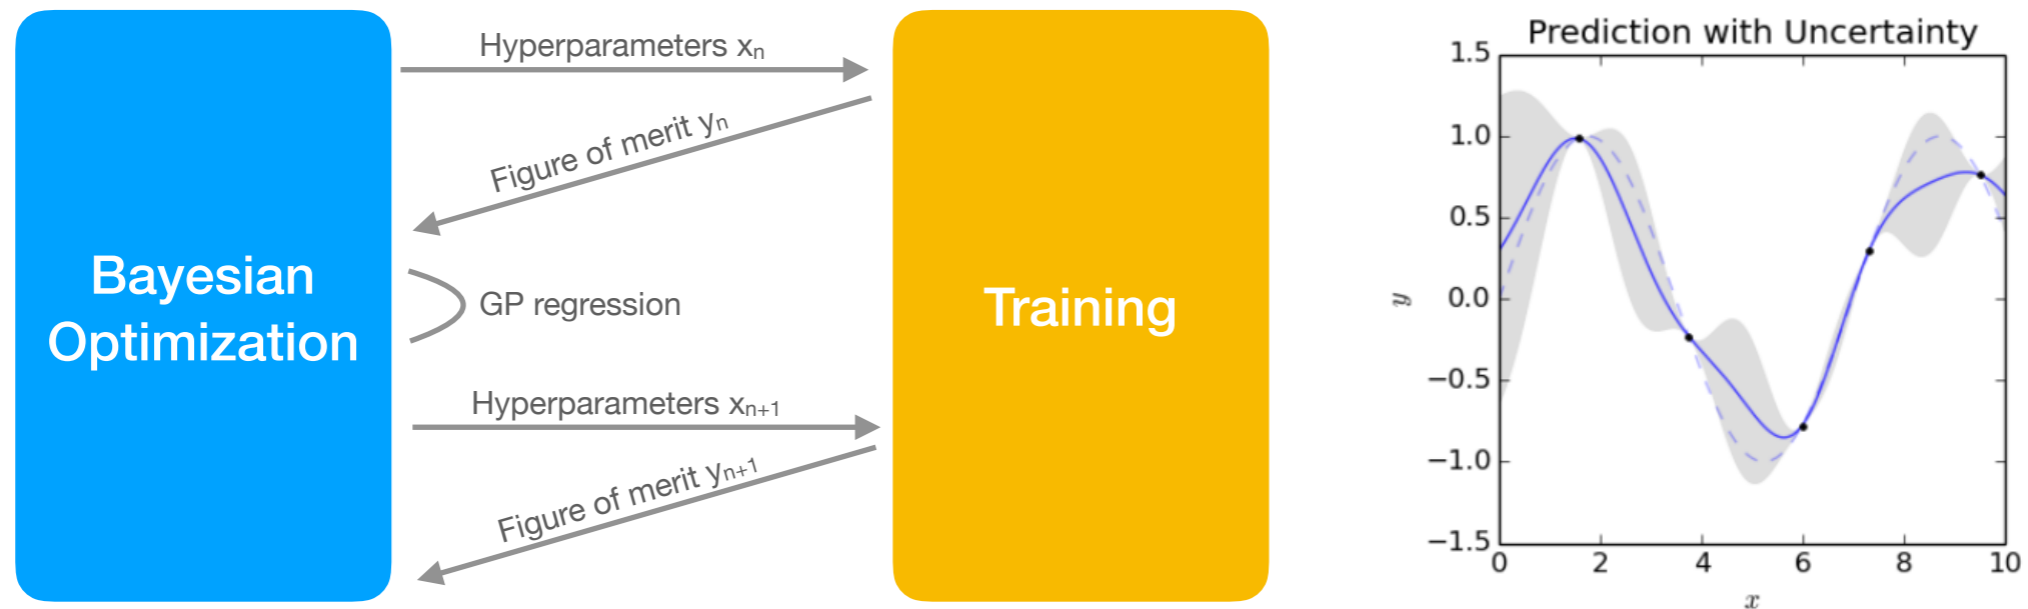 Bayesian
Optimization
Hyperparameters xn
Figure of merit yn
GP regression
Hyperparameters xn+1
Figure of merit yn+1
Training
Prediction with Uncertainty
1.5
1.0
0.5
0.0
−0.5
−1.0
−1.5
y
0 2 4 6 8 10
x